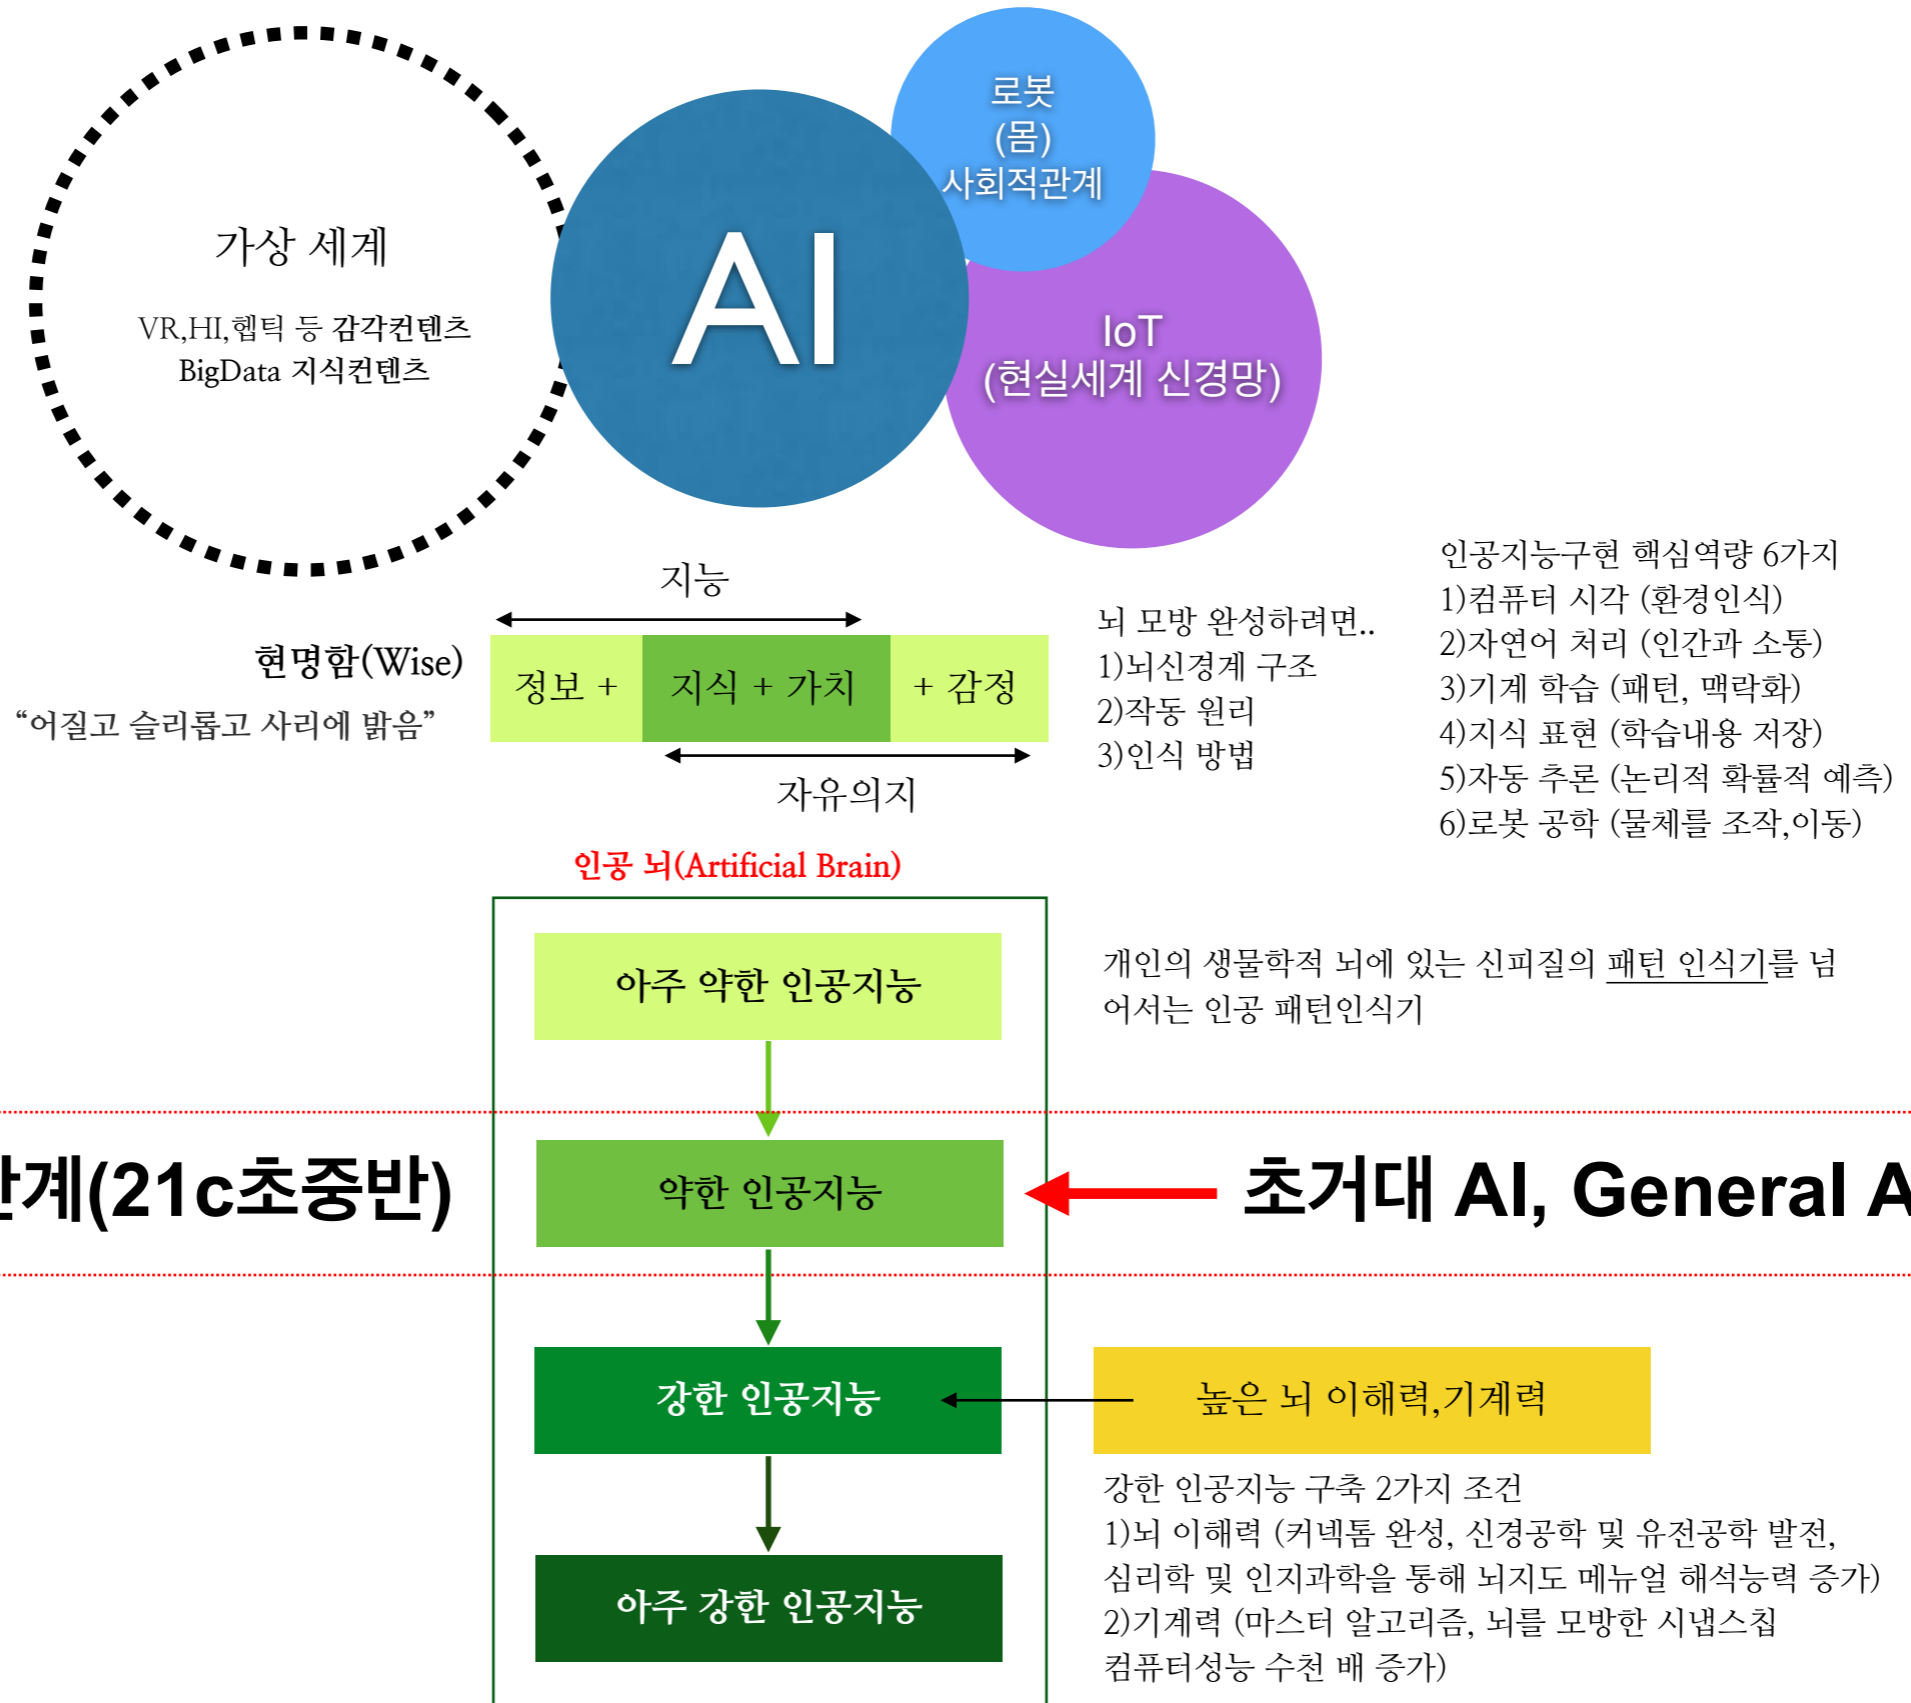 로봇
(몸)
사회적관계
가상 세계
VR,HI,헵틱 등 감각컨텐츠
BigData 지식컨텐츠
AI
IoT
(현실세계 신경망)
지능
현명함(Wise)
"어질고 슬리롭고 사리에 밝음"
정보 +
지식 + 가치
+ 감정
자유의지
뇌 모방 완성하려면..
1)뇌신경계 구조
2)작동 원리
3)인식 방법
인공지능구현 핵심역량 6가지
1)컴퓨터 시각 (환경인식)
2)자연어 처리 (인간과 소통)
3)기계 학습 (패턴, 맥락화)
4)지식 표현 (학습내용 저장)
5)자동 추론 (논리적 확률적 예측)
6)로봇 공학 (물체를 조작,이동)
인공 뇌(Artificial Brain)
아주 약한 인공지능
개인의 생물학적 뇌에 있는 신피질의 패턴 인식기를 넘
어서는 인공 패턴인식기
단계(21c초중반)
약한 인공지능
초거대 AI, General A
강한 인공지능
높은 뇌 이해력,기계력
아주 강한 인공지능
강한 인공지능 구축 2가지 조건
1)뇌 이해력 (커넥톰 완성, 신경공학 및 유전공학 발전,
심리학 및 인지과학을 통해 뇌지도 메뉴얼 해석능력 증가)
2)기계력 (마스터 알고리즘, 뇌를 모방한 시냅스칩
컴퓨터성능 수천 배 증가)